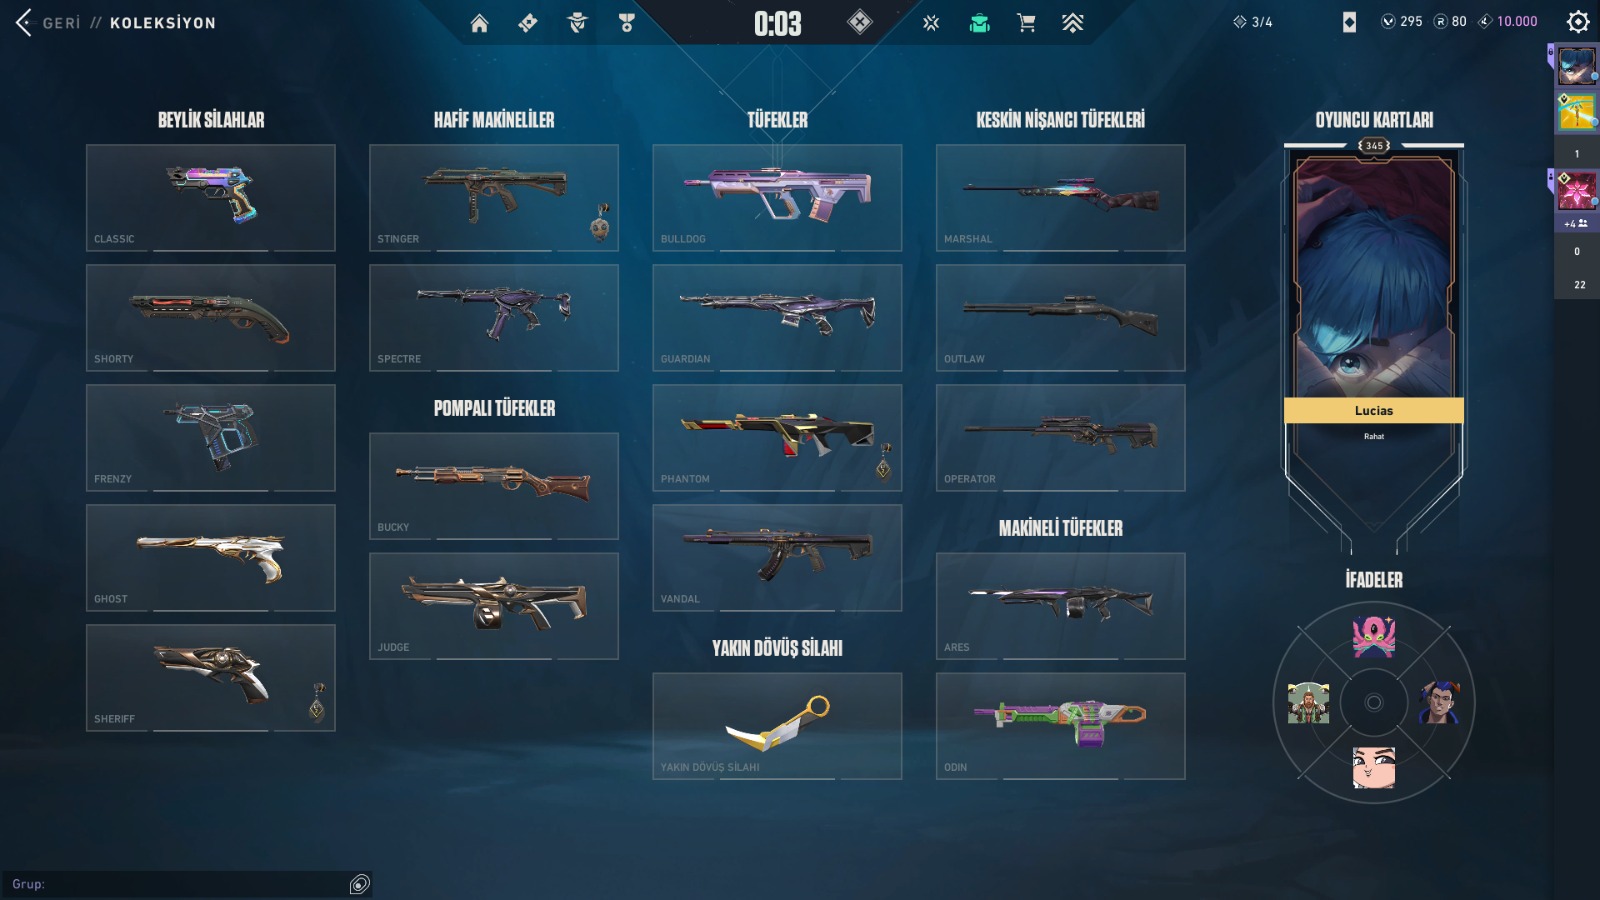 GERİ // KOLEKSİYON
0:03
3/4
295
80
10.000
BEYLİK SİLAHLAR
CLASSIC
SHORTY
FRENZY
GHOST
SHERIFF
HAFİF MAKİNELİLER
STINGER
SPECTRE
POMPALI TÜFEKLER
BUCKY
JUDGE
TÜFEKLER
BULLDOG
GUARDIAN
PHANTOM
VANDAL
YAKIN DÖVÜŞ SİLAHI
YAKIN DÖVÜŞ SİLAHI
KESKİN NİŞANCI TÜFEKLERİ
MARSHAL
OUTLAW
OPERATOR
MAKİNELİ TÜFEKLER
ARES
ODIN
OYUNCU KARTLARI
345
Lucias
Rahat
İFADELER
1
+4
0
22
Grup: